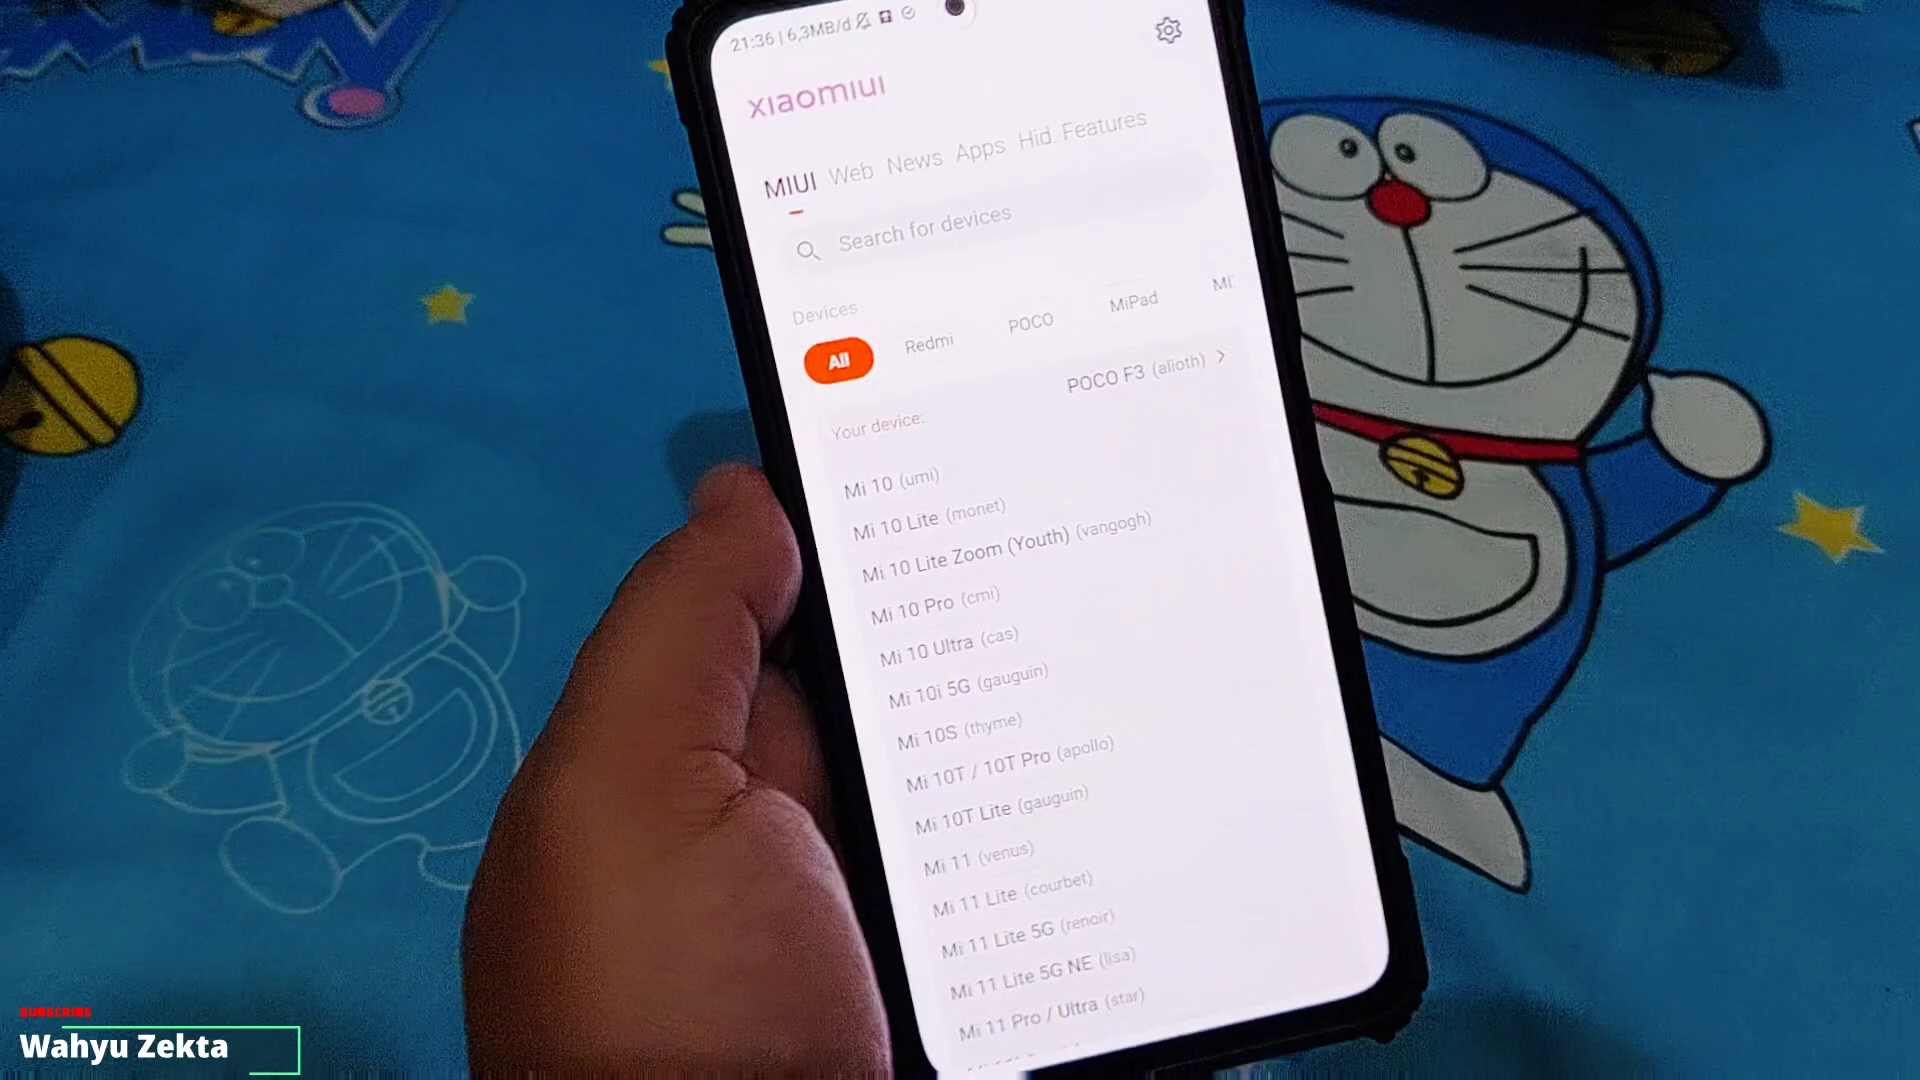 21:36 | 6,3MB/d
xiaomiui
MIUI Web News Apps Hid. Features
Search for devices
Devices
All Redmi POCO MiPad MI
Your device: POCO F3 (alioth)
Mi 10 (umi)
Mi 10 Lite (monet)
Mi 10 Lite Zoom (Youth) (vangogh)
Mi 10 Pro (cmi)
Mi 10 Ultra (cas)
Mi 10i 5G (gauguin)
Mi 10S (thyme)
Mi 10T / 10T Pro (apollo)
Mi 10T Lite (gauguin)
Mi 11 (venus)
Mi 11 Lite (courbet)
Mi 11 Lite 5G (renoir)
Mi 11 Lite 5G NE (lisa)
Mi 11 Pro / Ultra (star)
SUBSCRIBE
Wahyu Zekta